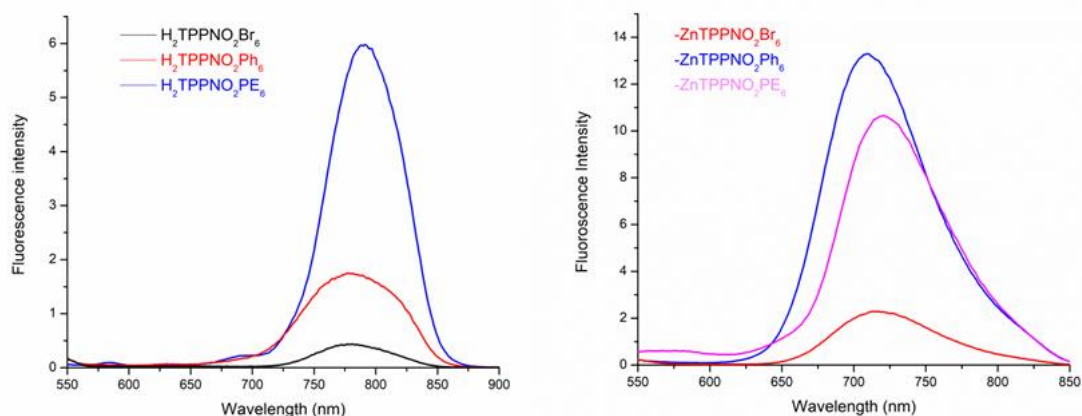 H₂TPPNO₂Br₆
H₂TPPNO₂Ph₆
H₂TPPNO₂PE₆
6
5
4
3
2
1
0
Fluorescence intensity
550 600 650 700 750 800 850 900
Wavelength (nm)
-ZnTPPNO₂Br₆
-ZnTPPNO₂Ph₆
-ZnTPPNO₂PE₆
14
12
10
8
6
4
2
0
Fluoroscence Intensity
550 600 650 700 750 800 850
Wavelength (nm)